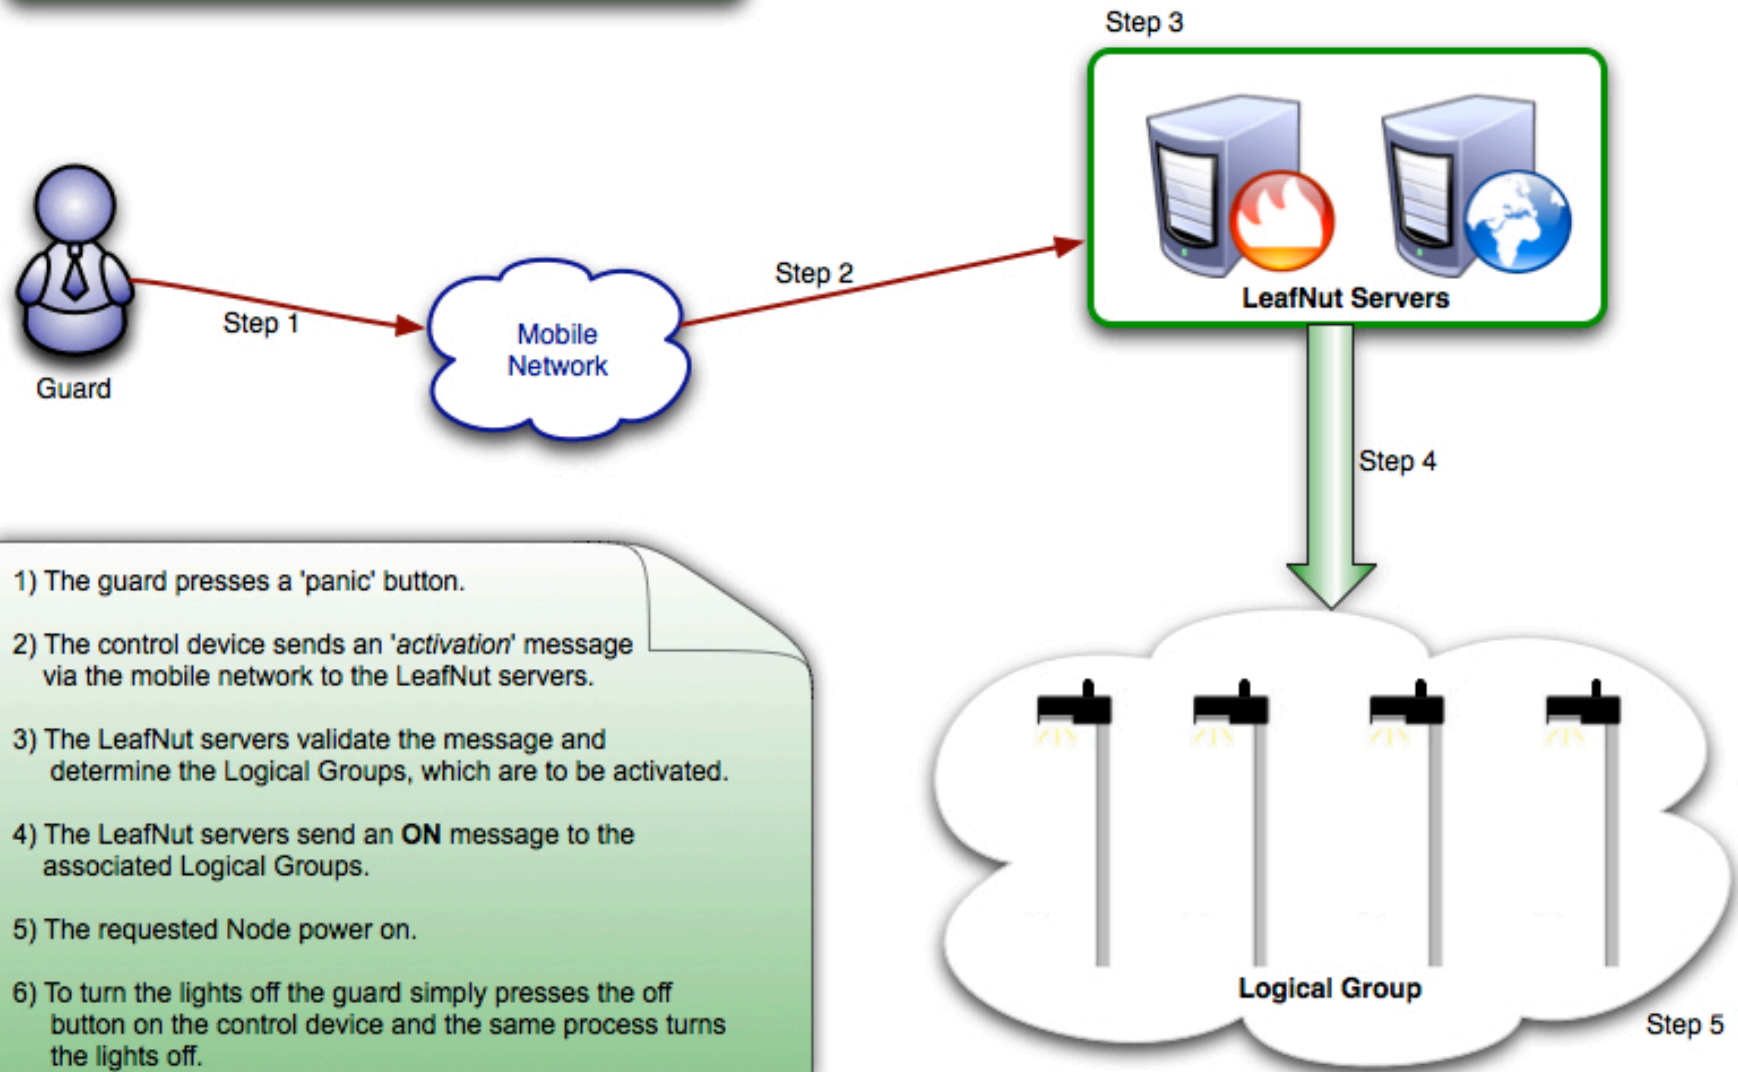 Step 3
LeafNut Servers
Step 2
Step 1
Mobile
Network
Guard
Step 4
1) The guard presses a 'panic' button.
2) The control device sends an 'activation' message
via the mobile network to the LeafNut servers.
3) The LeafNut servers validate the message and
determine the Logical Groups, which are to be activated.
4) The LeafNut servers send an ON message to the
associated Logical Groups.
5) The requested Node power on.
6) To turn the lights off the guard simply presses the off
button on the control device and the same process turns
the lights off.
Logical Group
Step 5